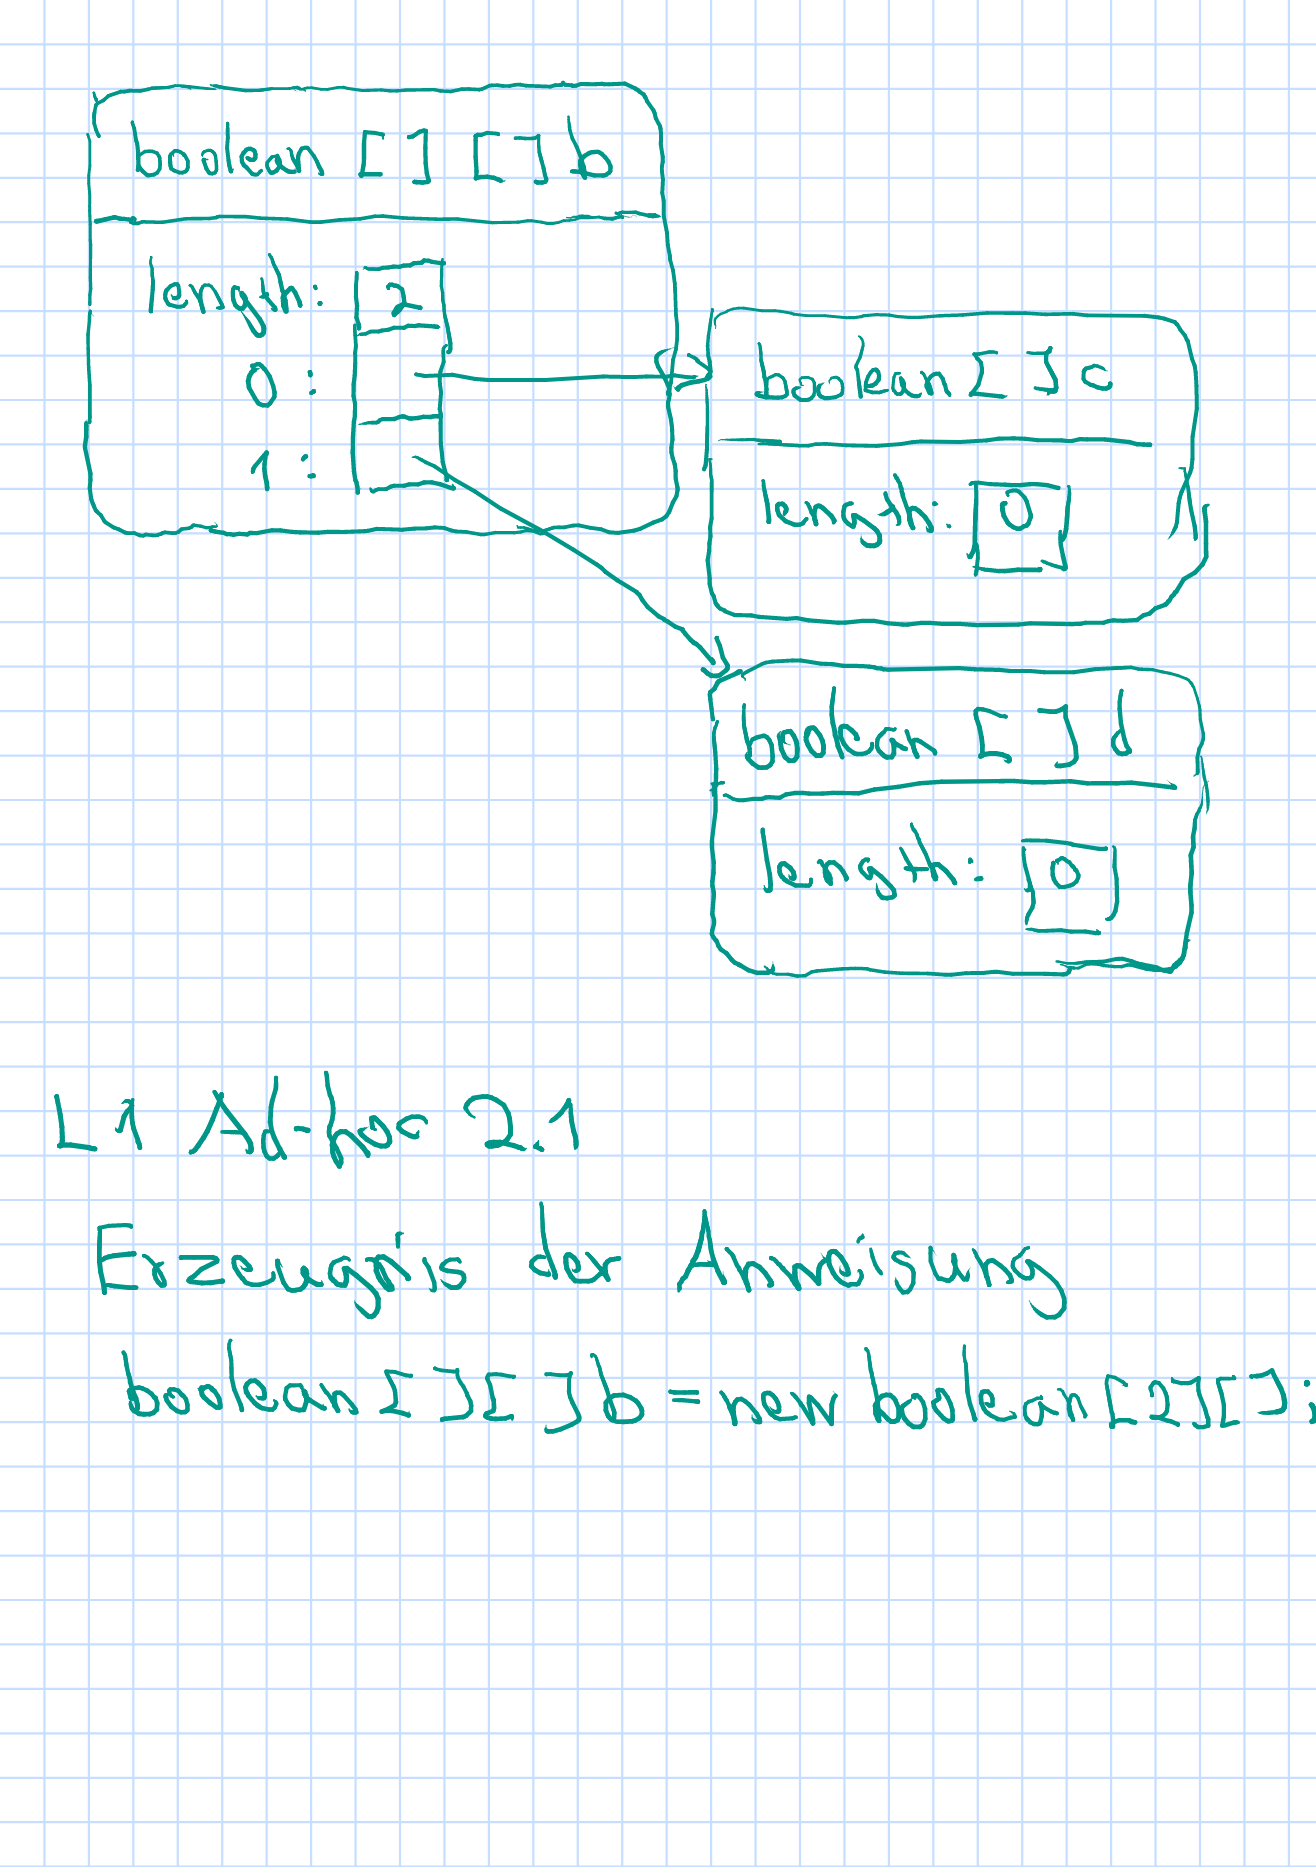 boolean [] [] b
length: 2
0:
1:
boolean [] c
length: 0
boolean [] d
length: 0
L1 Ad-hoc 2.1
Erzeugnis der Anweisung
boolean [][] b = new boolean [2][];